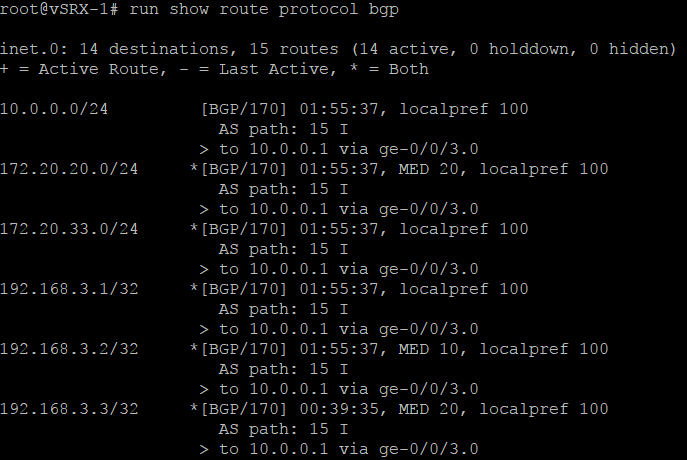 root@vSRX-1# run show route protocol bgp
inet.0: 14 destinations, 15 routes (14 active, 0 holddown, 0 hidden)
+ = Active Route, - = Last Active, * = Both
10.0.0.0/24 [BGP/170] 01:55:37, localpref 100
AS path: 15 I
> to 10.0.0.1 via ge-0/0/3.0
172.20.20.0/24 *[BGP/170] 01:55:37, MED 20, localpref 100
AS path: 15 I
> to 10.0.0.1 via ge-0/0/3.0
172.20.33.0/24 *[BGP/170] 01:55:37, localpref 100
AS path: 15 I
> to 10.0.0.1 via ge-0/0/3.0
192.168.3.1/32 *[BGP/170] 01:55:37, localpref 100
AS path: 15 I
> to 10.0.0.1 via ge-0/0/3.0
192.168.3.2/32 *[BGP/170] 01:55:37, MED 10, localpref 100
AS path: 15 I
> to 10.0.0.1 via ge-0/0/3.0
192.168.3.3/32 *[BGP/170] 00:39:35, MED 20, localpref 100
AS path: 15 I
> to 10.0.0.1 via ge-0/0/3.0